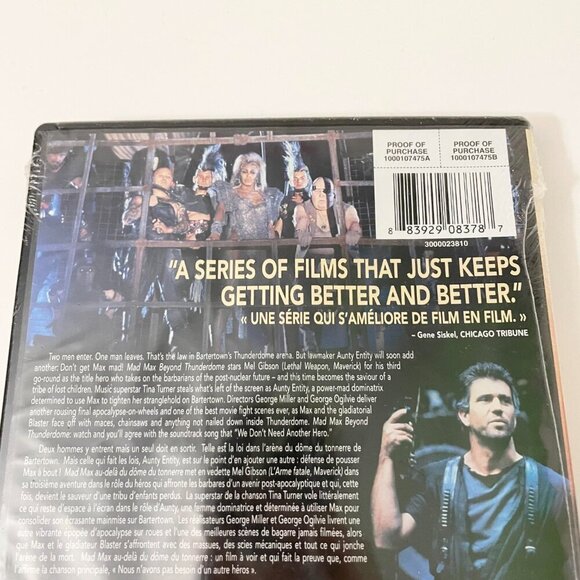 PROOF OF PURCHASE 1000107475A
PROOF OF PURCHASE 1000107475B
8 83929 08378 7
3000023810
"A SERIES OF FILMS THAT JUST KEEPS
GETTING BETTER AND BETTER."
« UNE SÉRIE QUI S'AMÉLIORE DE FILM EN FILM. »
– Gene Siskel, CHICAGO TRIBUNE
Two men enter. One man leaves. That's the law in Bartertown's Thunderdome arena. But lawmaker Aunty Entity will soon add
another: Don't get Max mad! Mad Max Beyond Thunderdome stars Mel Gibson (Lethal Weapon, Maverick) for his third
go-round as the title hero who takes on the barbarians of the post-nuclear future – and this time becomes the saviour of a
tribe of lost children. Music superstar Tina Turner steals what's left of the screen as Aunty Entity, a power-mad dominatrix
determined to use Max to tighten her stranglehold on Bartertown. Directors George Miller and George Ogilvie deliver
another rousing final apocalypse-on-wheels and one of the best movie fight scenes ever, as Max and the gladiatorial
Blaster face off with maces, chainsaws and anything not nailed down inside Thunderdome. Mad Max Beyond
Thunderdome: watch and you'll agree with the soundtrack song that "We Don't Need Another Hero."
Deux hommes y entrent mais un seul doit en sortir. Telle est la loi dans l'arène du dôme du tonnerre de
Bartertown. Mais celle qui fait les lois, Aunty Entity, est sur le point d'en ajouter une autre : défense de pousser
Max à bout ! Mad Max au-delà du dôme du tonnerre met en vedette Mel Gibson (L'Arme fatale, Maverick) dans
sa troisième aventure dans le rôle du héros qui affronte les barbares d'un avenir post-apocalyptique et qui, cette
fois, devient le sauveur d'une tribu d'enfants perdus. La superstar de la chanson Tina Turner vole littéralement
ce qui reste d'espace à l'écran dans le rôle d'Aunty, une femme dominatrice et déterminée à utiliser Max pour
consolider son écrasante mainmise sur Bartertown. Les réalisateurs George Miller et George Ogilvie livrent une
autre vibrante épopée d'apocalypse sur roues et l'une des meilleures scènes de bagarre jamais filmées, alors
que Max et le gladiateur Blaster s'affrontent avec des masses, des scies mécaniques et tout ce qui jonche
l'arène de la mort. Mad Max au-delà du dôme du tonnerre : un film à voir et qui fait la preuve que, comme
l'affirme la chanson principale, « Nous n'avons pas besoin d'un autre héros ».